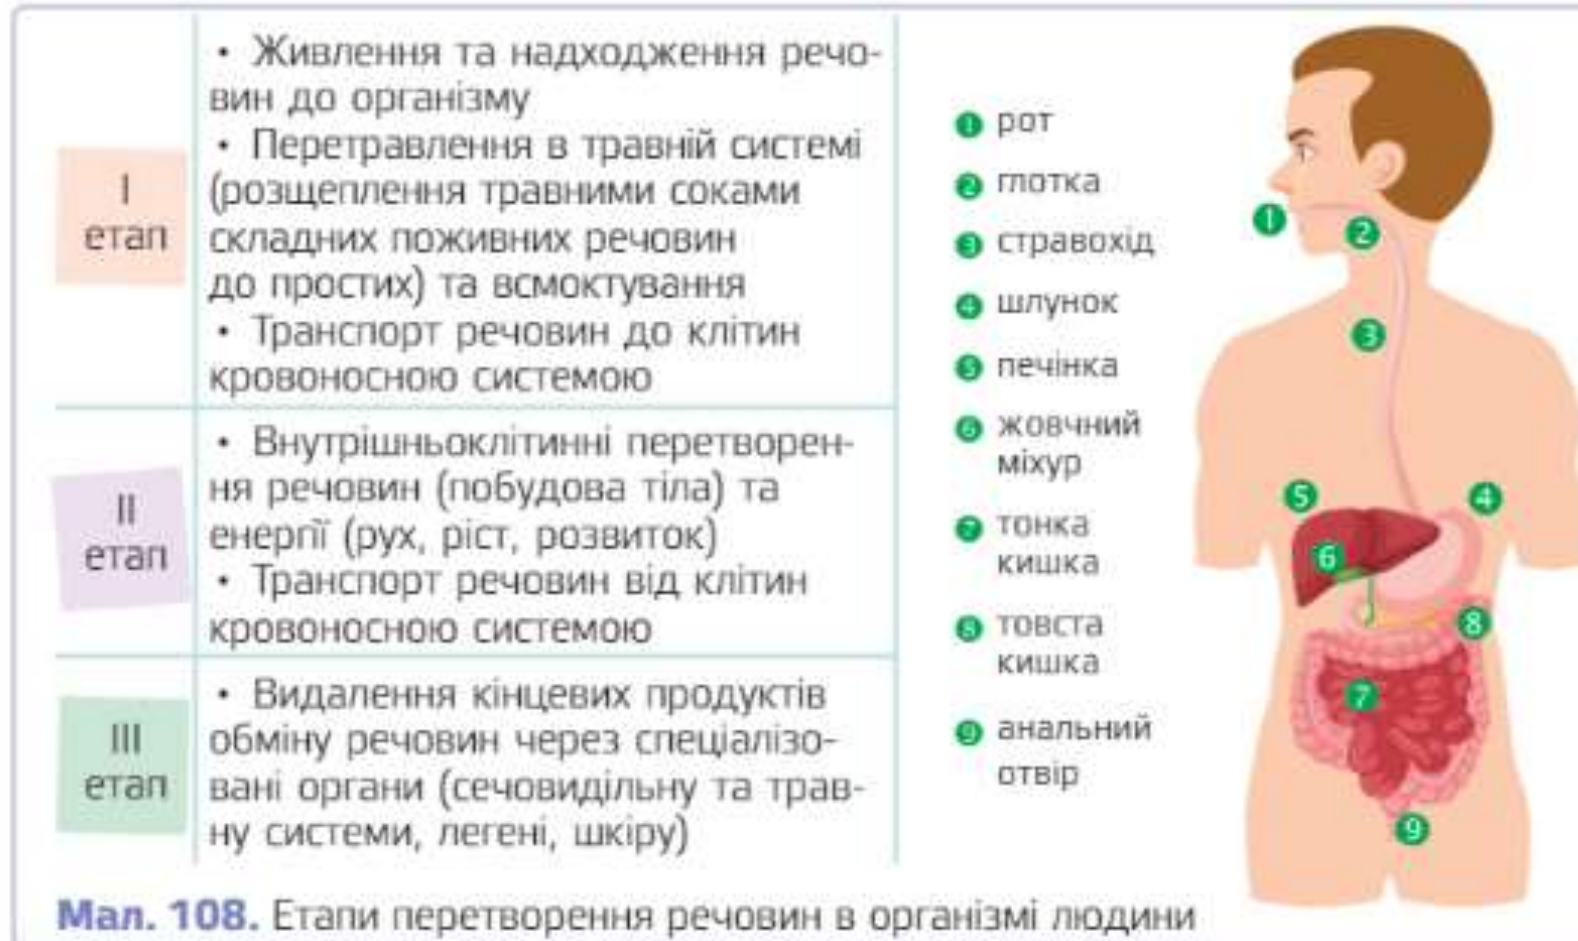 I
етап
• Живлення та надходження речо-
вин до організму
• Перетравлення в травній системі
(розщеплення травними соками
складних поживних речовин
до простих) та всмоктування
• Транспорт речовин до клітин
кровоносною системою
II
етап
• Внутрішньоклітинні перетворен-
ня речовин (побудова тіла) та
енергії (рух, ріст, розвиток)
• Транспорт речовин від клітин
кровоносною системою
III
етап
• Видалення кінцевих продуктів
обміну речовин через спеціалізо-
вані органи (сечовидільну та трав-
ну системи, легені, шкіру)
1 рот
2 глотка
3 стравохід
4 шлунок
5 печінка
6 жовчний
міхур
7 тонка
кишка
8 товста
кишка
9 анальний
отвір
1
2
3
5
4
6
8
7
9
Мал. 108. Етапи перетворення речовин в організмі людини